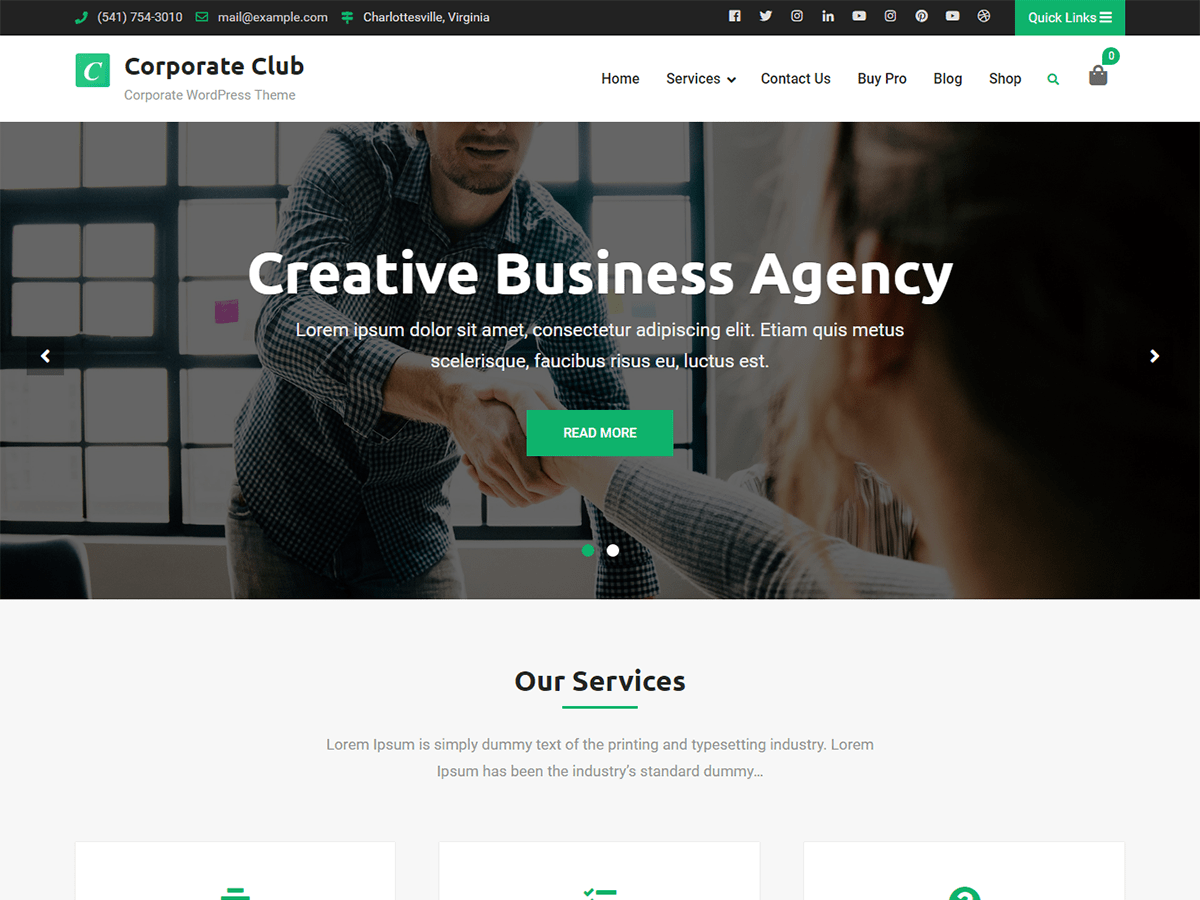 (541) 754-3010 mail@example.com Charlottesville, Virginia Quick Links
C Corporate Club
Corporate WordPress Theme
Home Services Contact Us Buy Pro Blog Shop 0
Creative Business Agency
Lorem ipsum dolor sit amet, consectetur adipiscing elit. Etiam quis metus
scelerisque, faucibus risus eu, luctus est.
READ MORE
Our Services
Lorem Ipsum is simply dummy text of the printing and typesetting industry. Lorem
Ipsum has been the industry’s standard dummy…